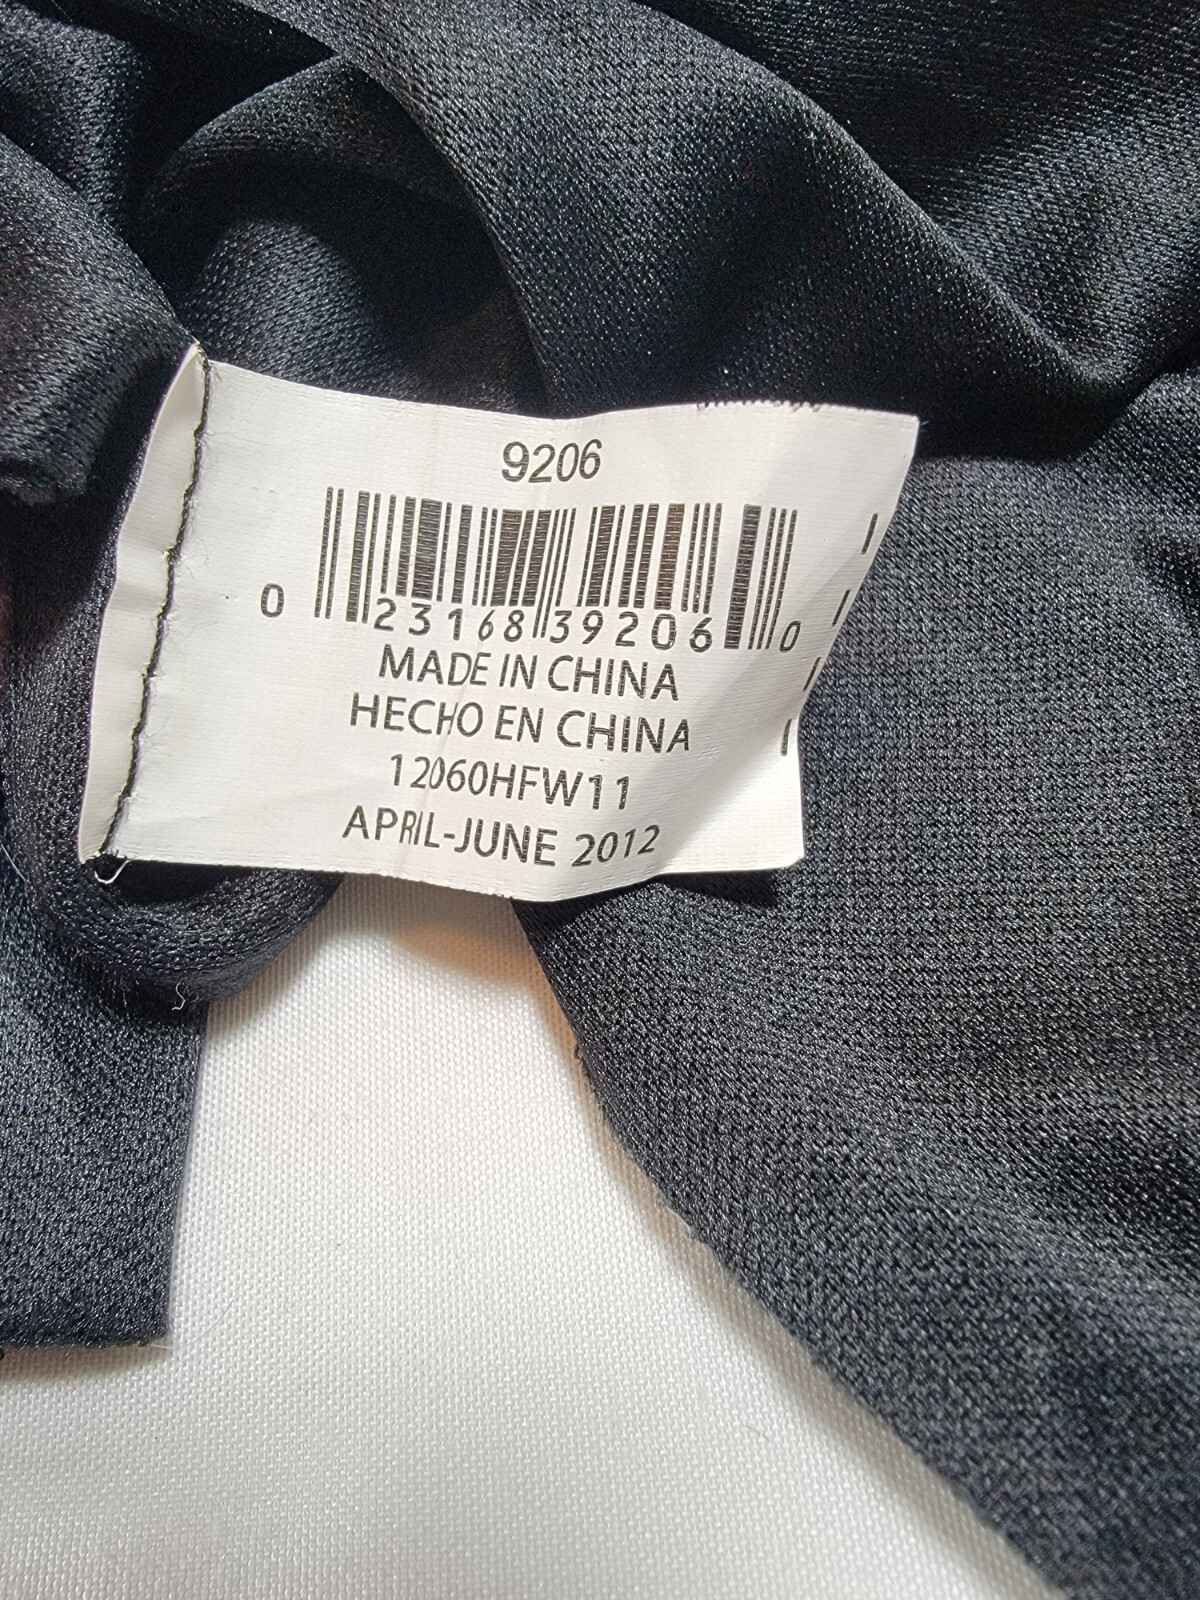 9206
0 23168 39206 0
MADE IN CHINA
HECHO EN CHINA
12060HFW11
APRIL-JUNE 2012